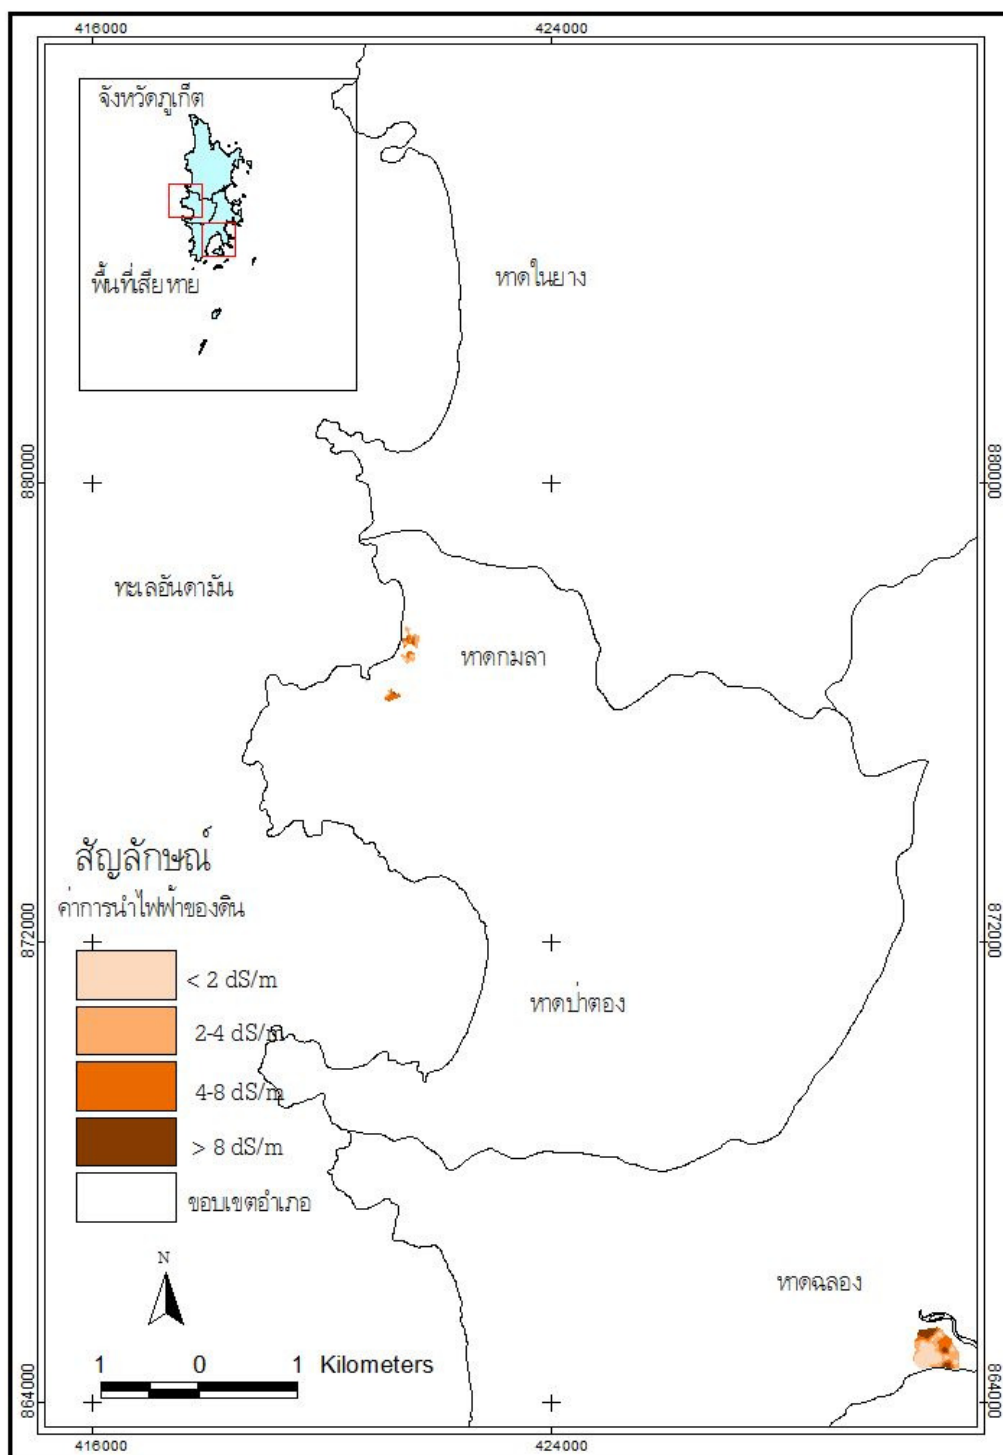 416000
424000
จังหวัดภูเก็ต
พื้นที่เสียหาย
หาดในยาง
880000
880000
ทะเลอันดามัน
หาดกมลา
สัญลักษณ์
ค่าการนำไฟฟ้าของดิน
872000
872000
< 2 dS/m
2-4 dS/m
4-8 dS/m
> 8 dS/m
ขอบเขตอำเภอ
หาดป่าตอง
N
หาดฉลอง
1 0 1 Kilometers
864000
864000
416000
424000